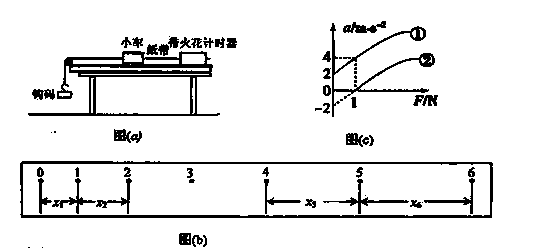 小车 纸带 带火花计时器
钩码
图(a)
a/m·s⁻²
①
②
4
2
0
-2
1
F/N
图(c)
0 1 2 3 4 5 6
x₁ x₂ x₃ x₄
图(b)